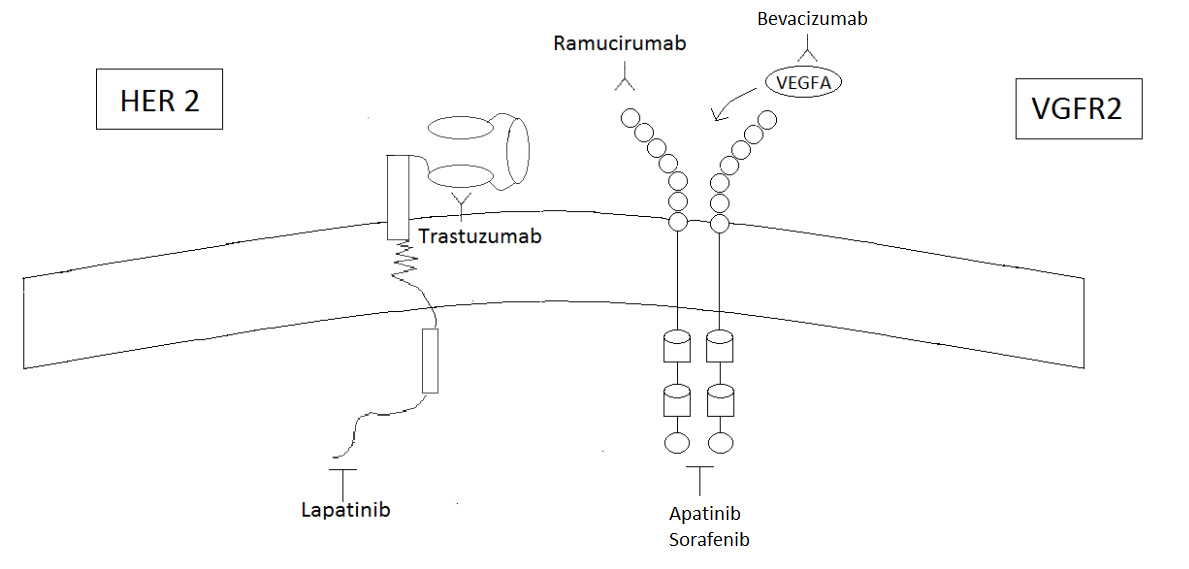 Bevacizumab
Ramucirumab
VEGFA
HER 2
VGFR2
Trastuzumab
Lapatinib
Apatinib
Sorafenib